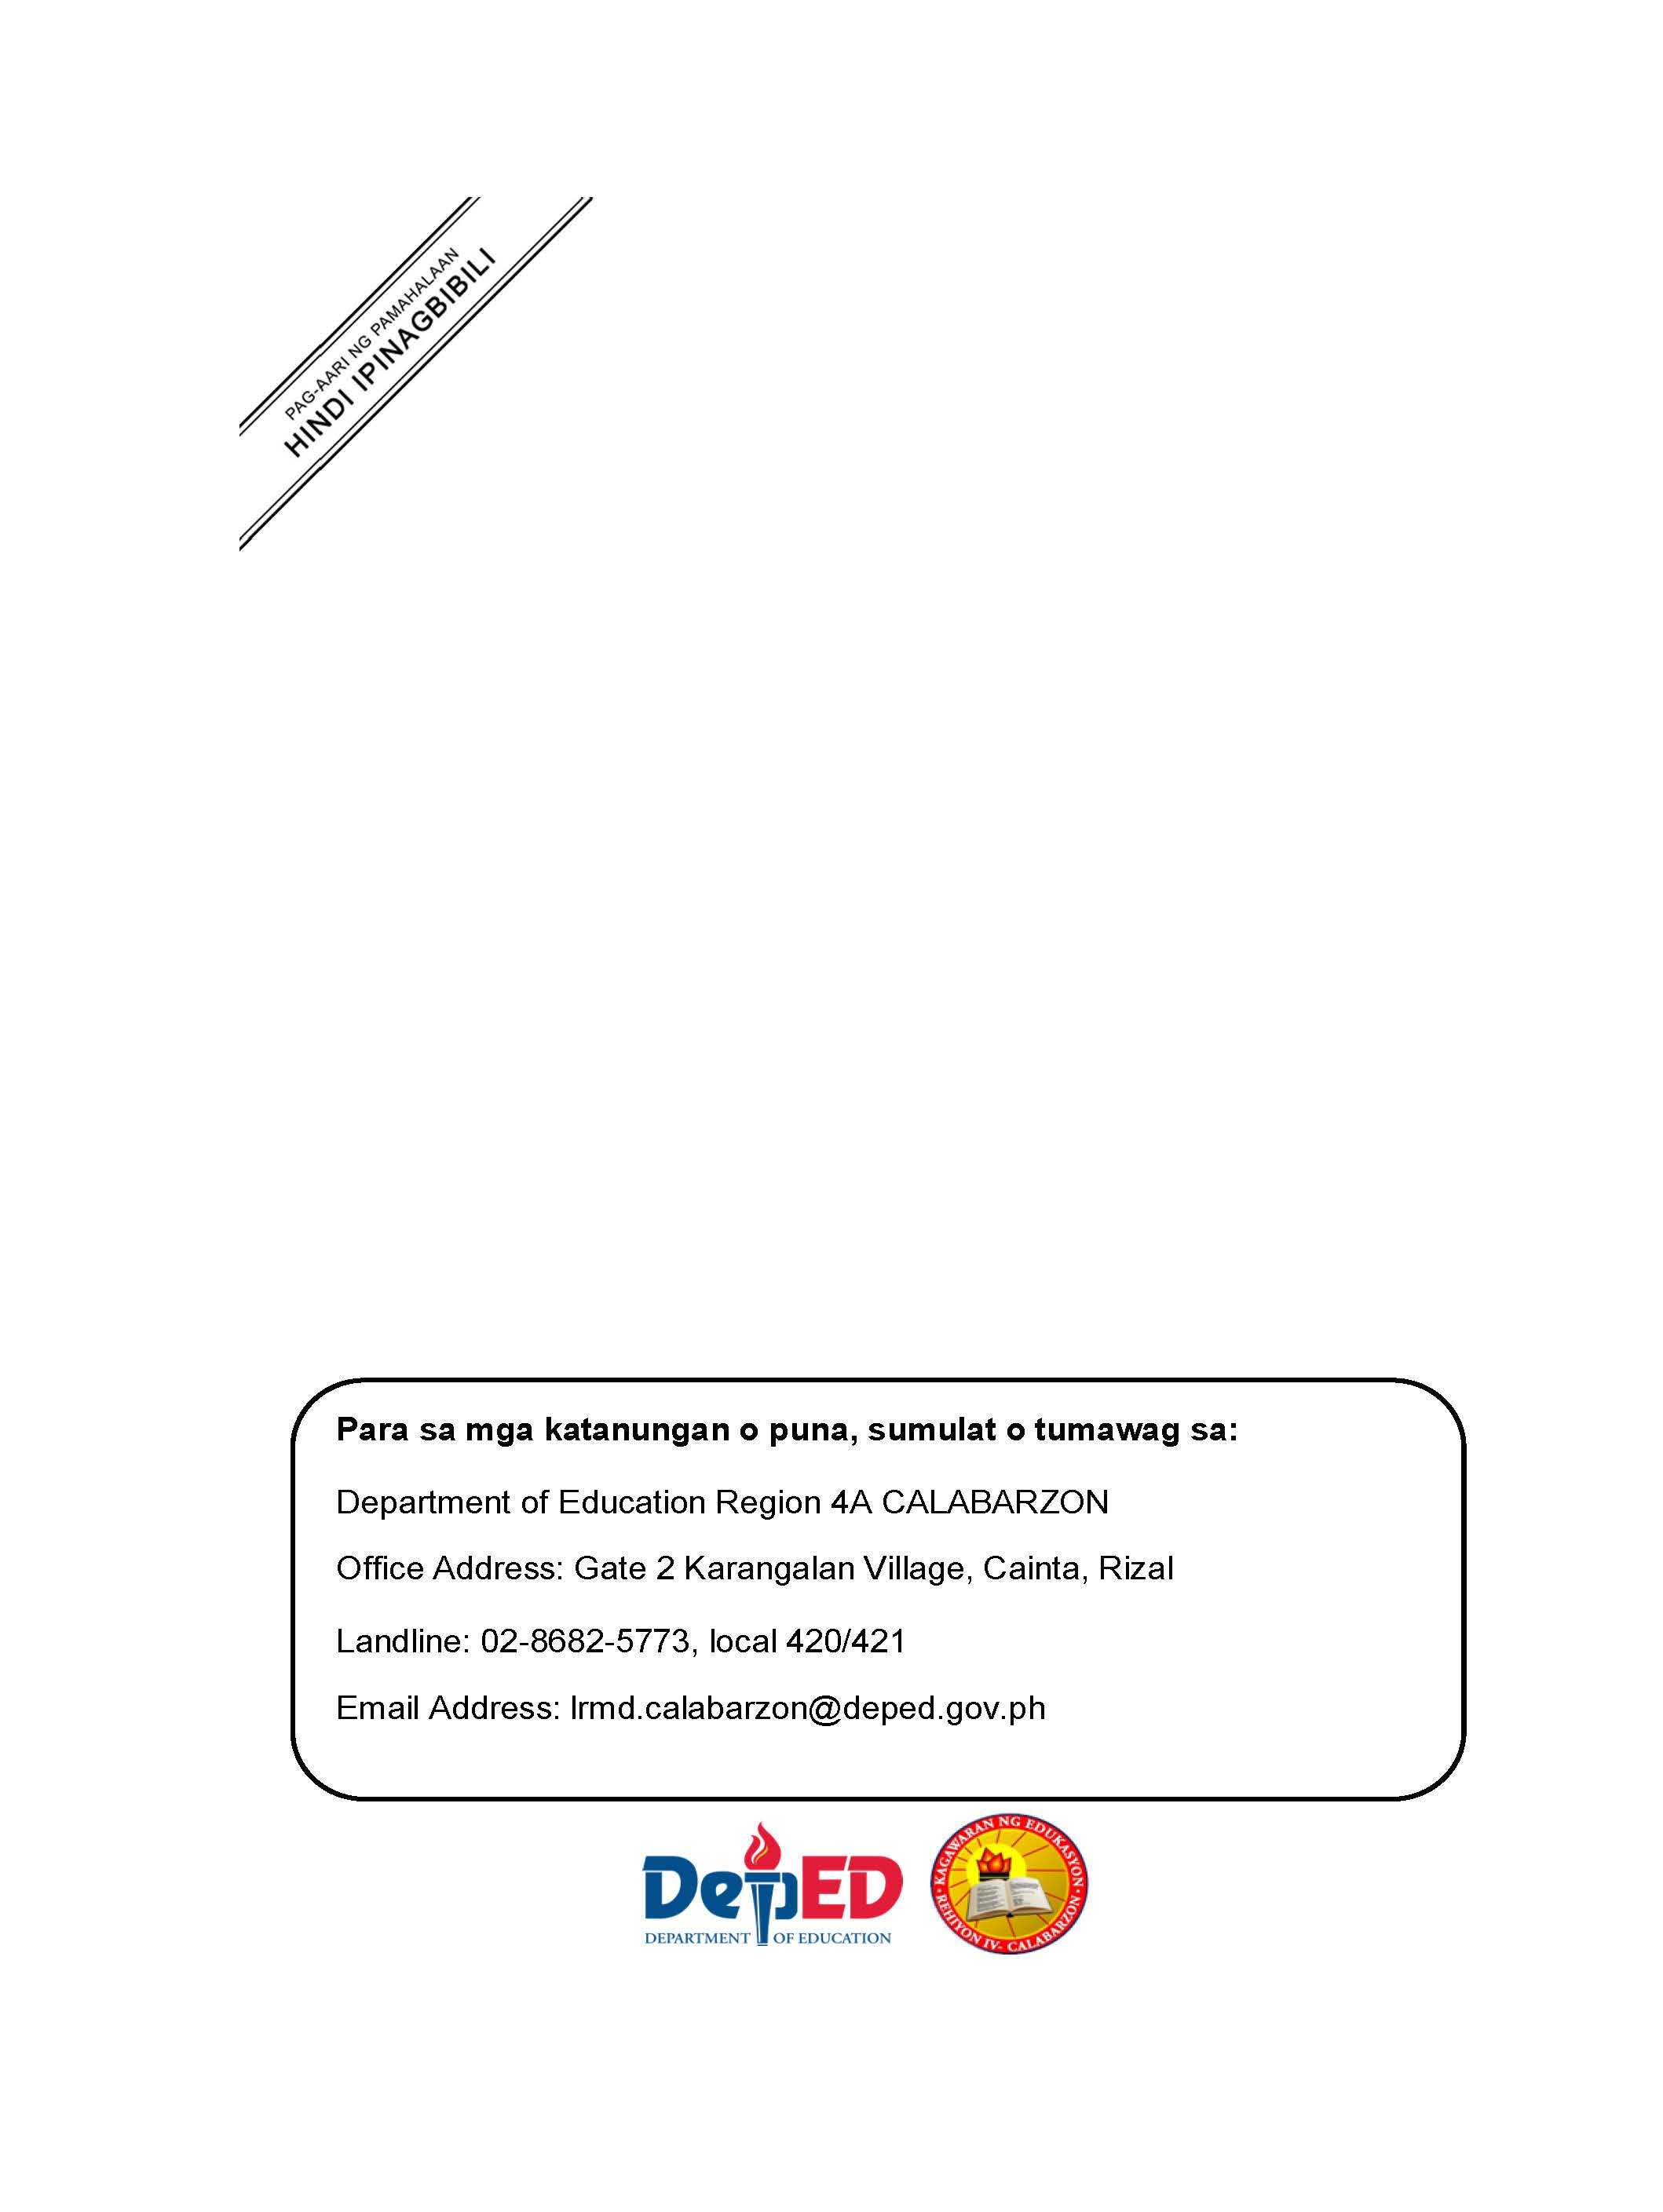 PAG-AARI NG PAMAHALAAN
HINDI IPINAGBIBILI
Para sa mga katanungan o puna, sumulat o tumawag sa:
Department of Education Region 4A CALABARZON
Office Address: Gate 2 Karangalan Village, Cainta, Rizal
Landline: 02-8682-5773, local 420/421
Email Address: lrmd.calabarzon@deped.gov.ph
DepED
DEPARTMENT OF EDUCATION
KAGAWARAN NG EDUKASYON
REHIYON IV- CALABARZON